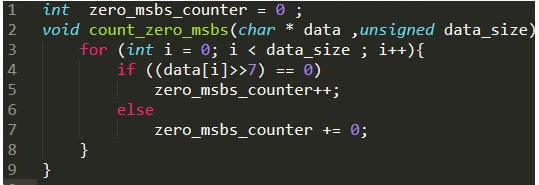 1 int  zero_msbs_counter = 0 ;
2 void count_zero_msbs(char * data ,unsigned data_size)
3     for (int i = 0; i < data_size ; i++){
4         if ((data[i]>>7) == 0)
5             zero_msbs_counter++;
6         else
7             zero_msbs_counter += 0;
8     }
9 }